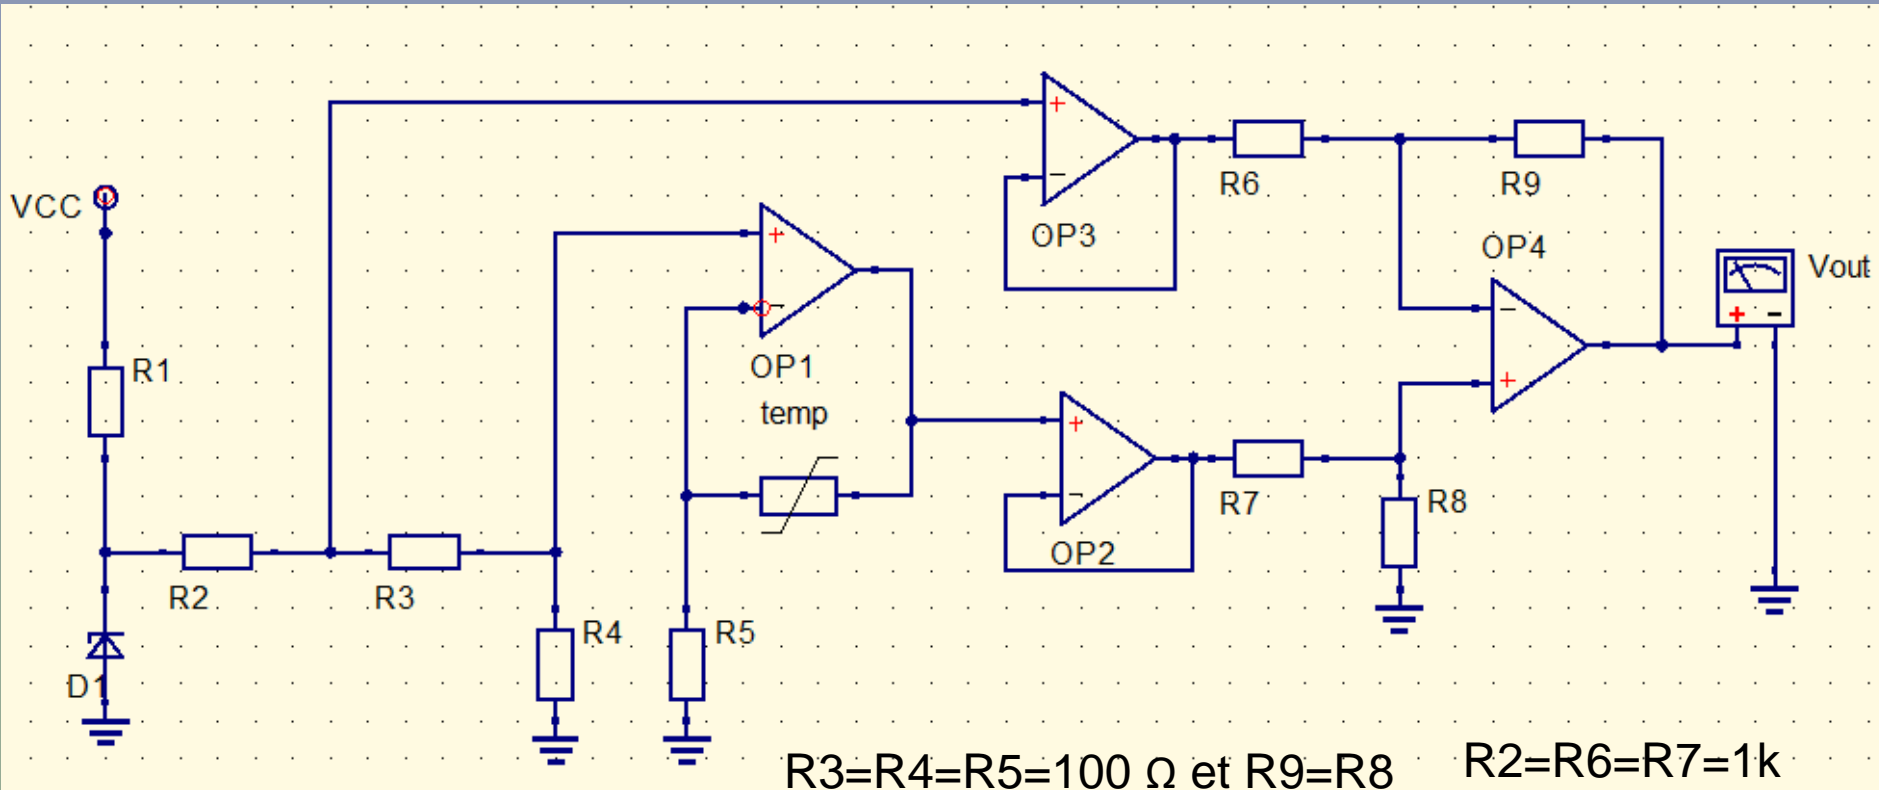 VCC
R1
R2
R3
D1
R4
R5
+
−
OP1
temp
+
−
OP3
+
−
OP2
R6
R7
R9
R8
OP4
−
+
+ −
Vout
R3=R4=R5=100 Ω et R9=R8
R2=R6=R7=1k